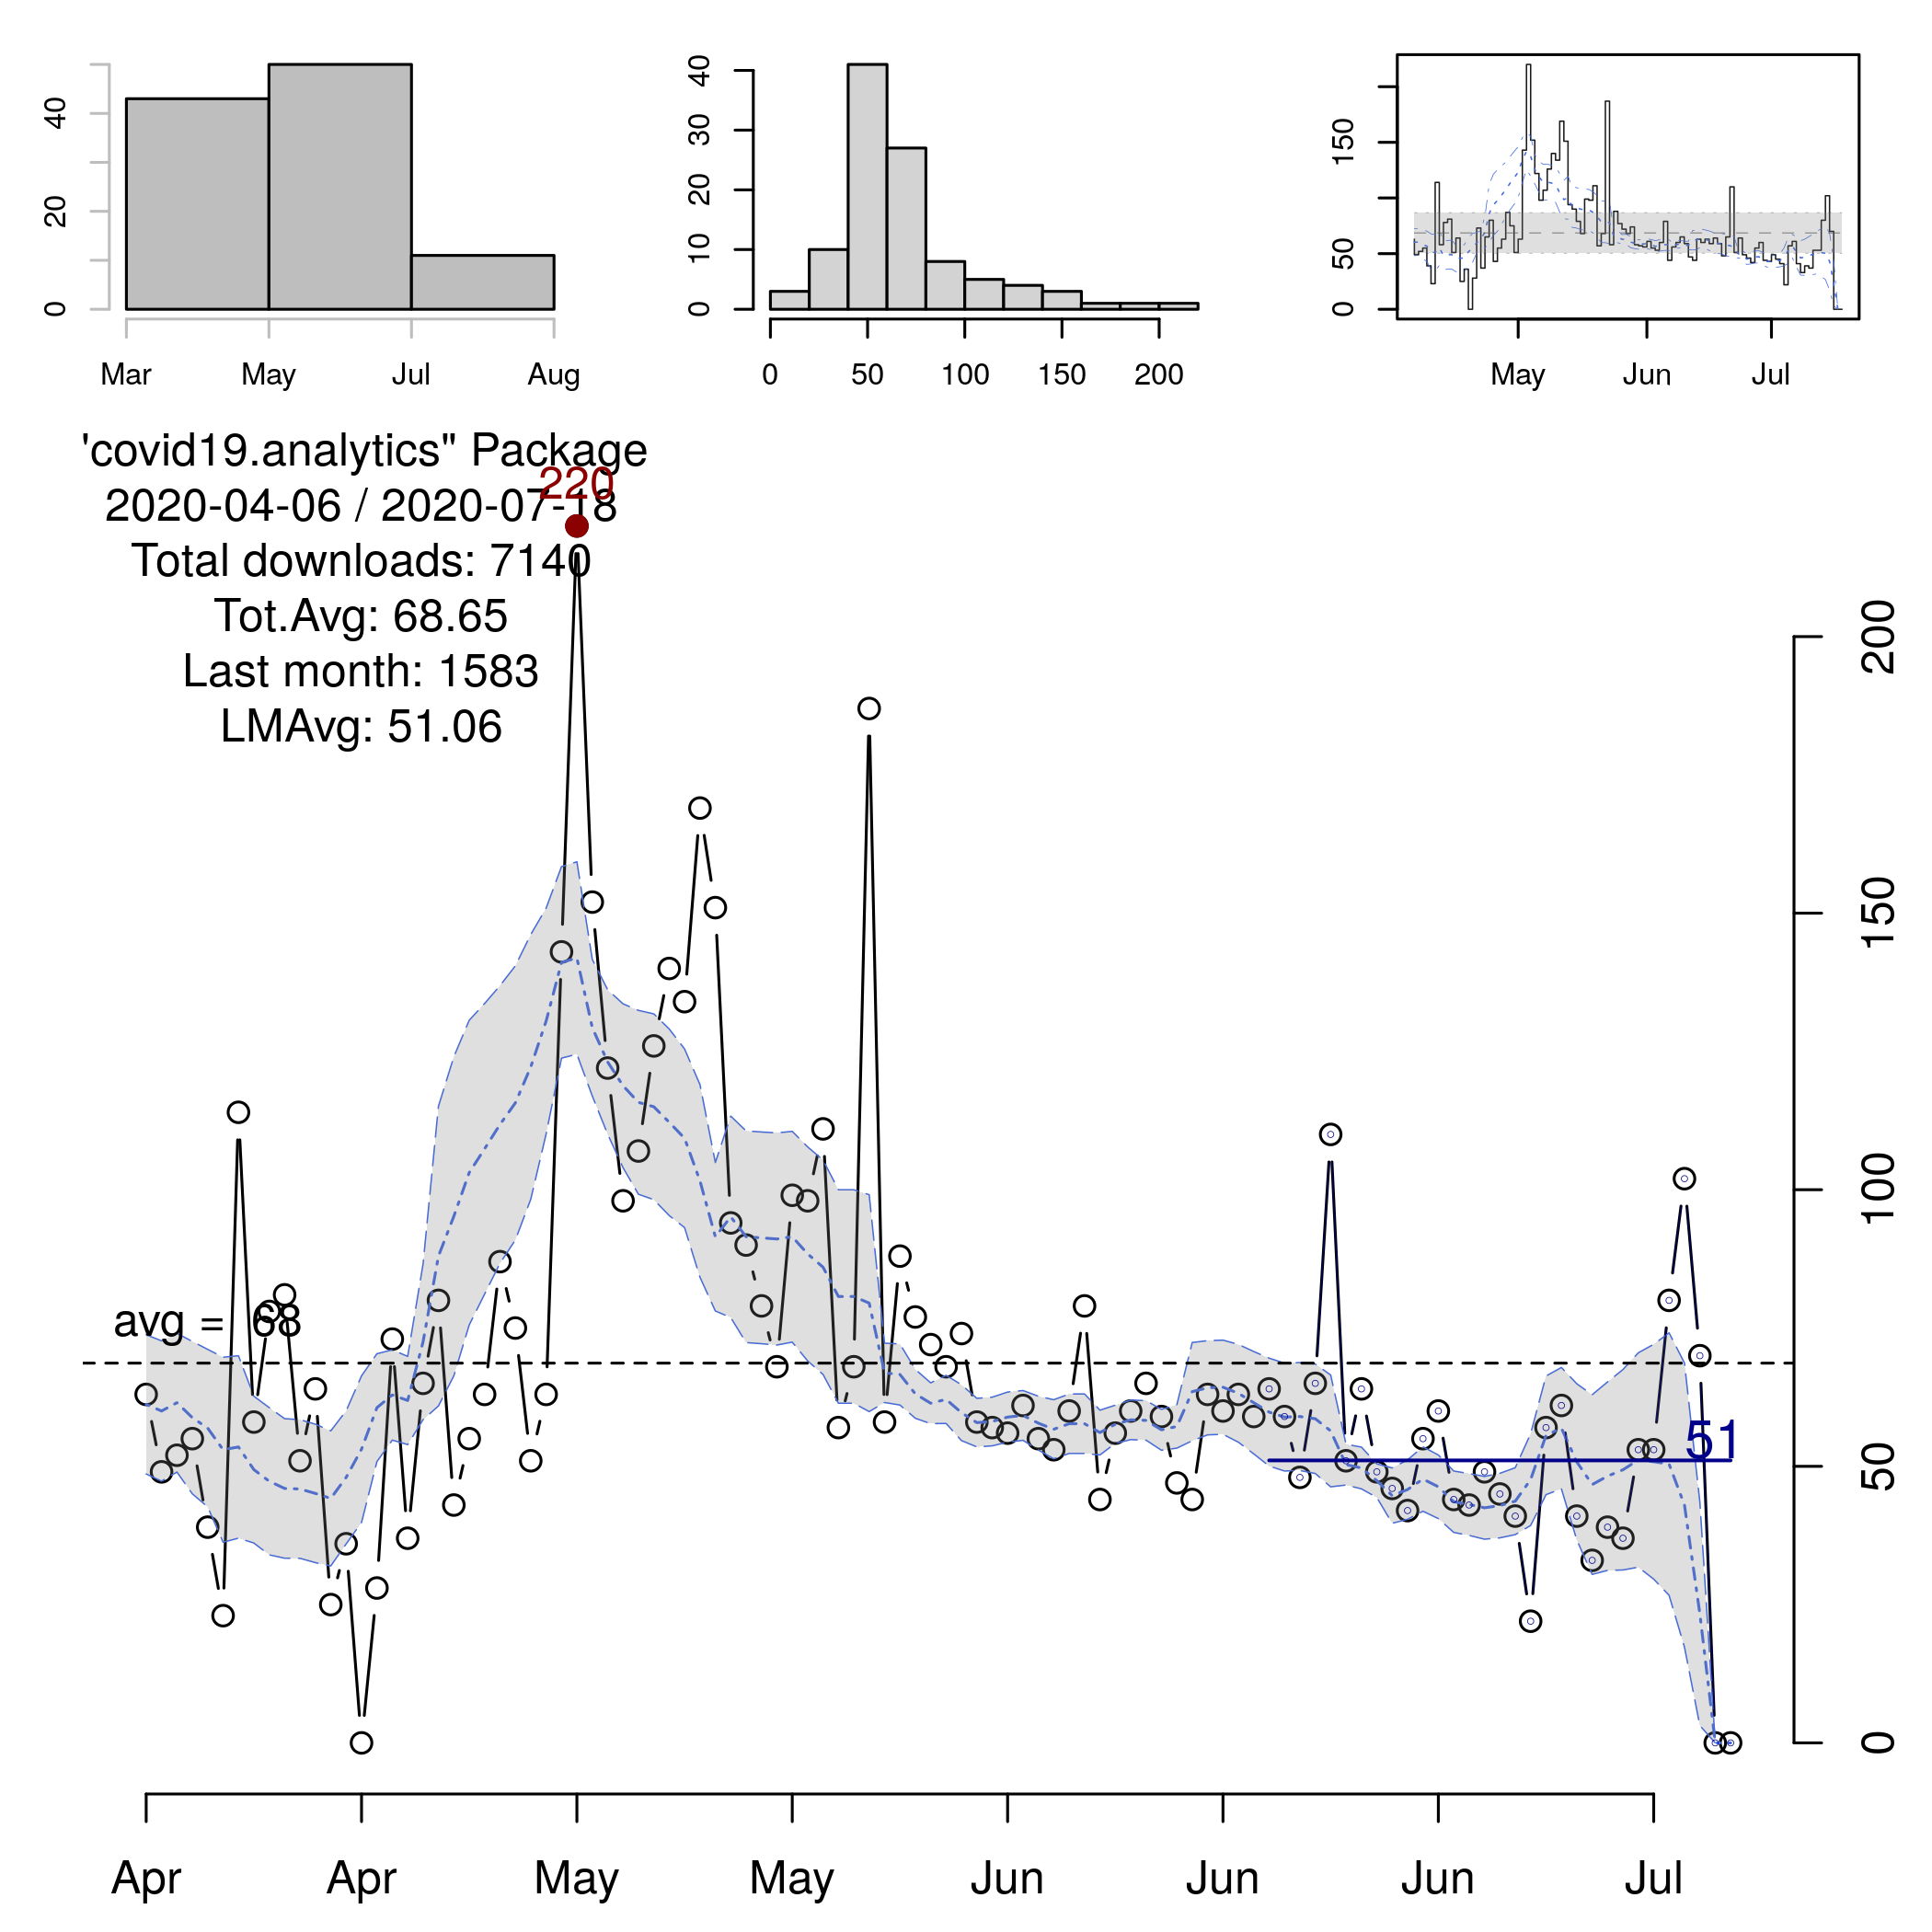 40
20
0
Mar May Jul Aug
40
30
20
10
0
0 50 100 150 200
150
50
0
May Jun Jul
'covid19.analytics" Package
220
2020-04-06 / 2020-07-18
Total downloads: 7140
Tot.Avg: 68.65
Last month: 1583
LMAvg: 51.06
200
150
100
50
0
avg = 68
51
Apr Apr May May Jun Jun Jun Jul